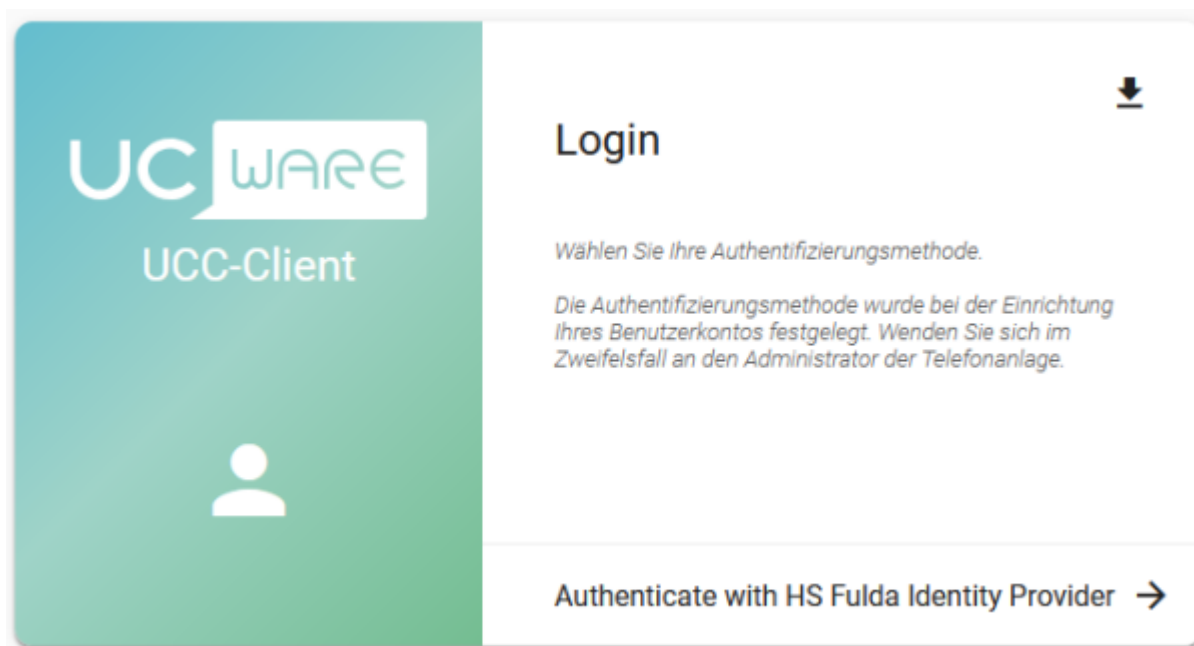 UC WARE
UCC-Client
Login
Wählen Sie Ihre Authentifizierungsmethode.
Die Authentifizierungsmethode wurde bei der Einrichtung
Ihres Benutzerkontos festgelegt. Wenden Sie sich im
Zweifelsfall an den Administrator der Telefonanlage.
Authenticate with HS Fulda Identity Provider